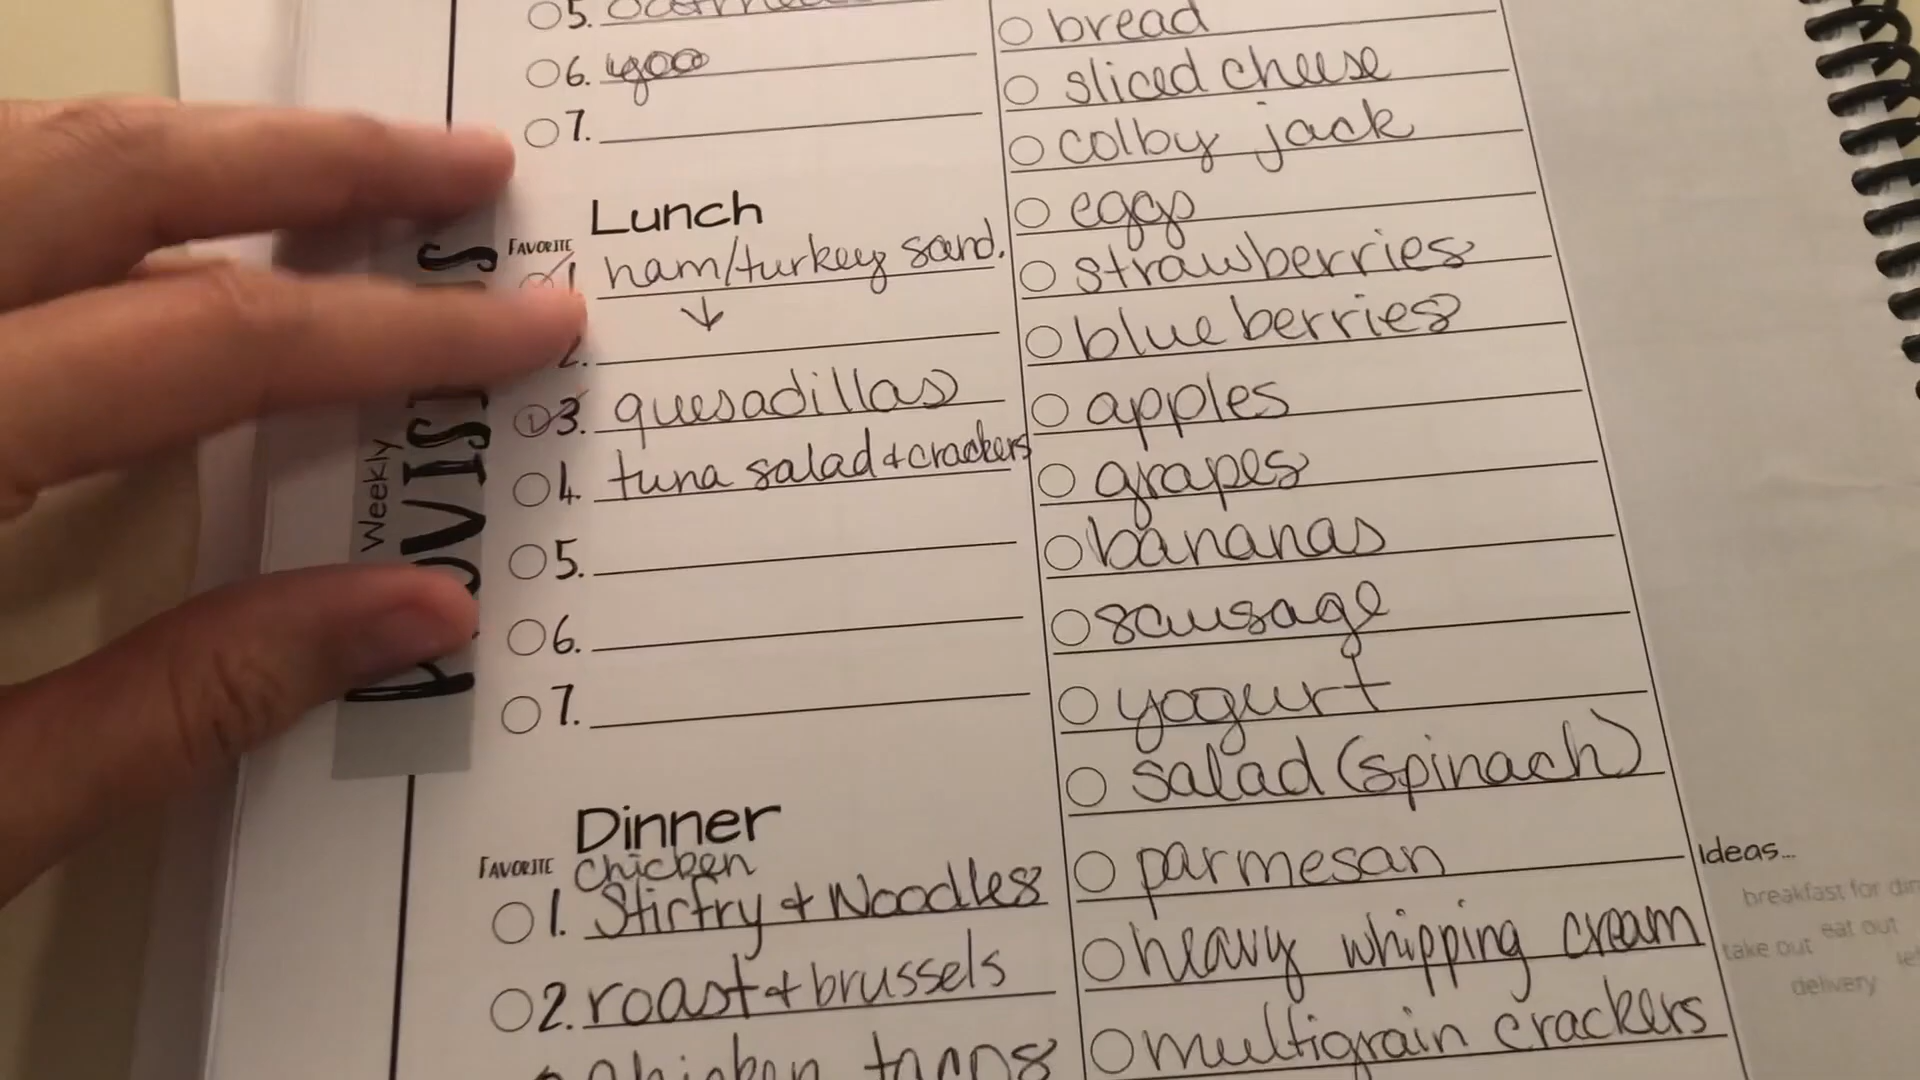 5.
6.
7.
Lunch
FAVORITE
1. ham/turkey sand.
↓
2.
3. quesadillas
4. tuna salad + crackers
5.
6.
7.
Dinner
FAVORITE
chicken
1. Stirfry + Noodles
2. roast + brussels
chicken tacos
Weekly
bread
sliced cheese
colby jack
eggs
strawberries
blueberries
apples
grapes
bananas
sausage
yogurt
salad (spinach)
parmesan
heavy whipping cream
multigrain crackers
Ideas...
breakfast for din
eat out
take out
delivery